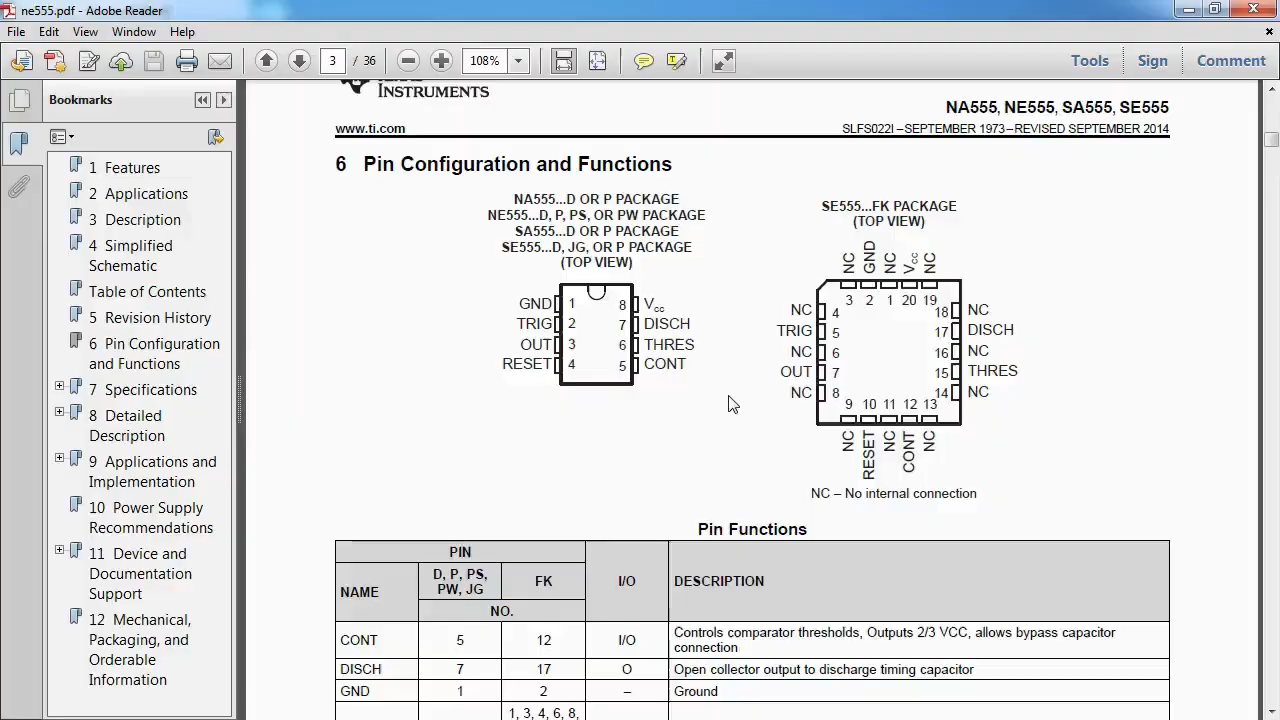 ne555.pdf - Adobe Reader
File Edit View Window Help
3 / 36 108% Tools Sign Comment
Bookmarks
1 Features
2 Applications
3 Description
4 Simplified
Schematic
Table of Contents
5 Revision History
6 Pin Configuration
and Functions
7 Specifications
8 Detailed
Description
9 Applications and
Implementation
10 Power Supply
Recommendations
11 Device and
Documentation
Support
12 Mechanical,
Packaging, and
Orderable
Information
INSTRUMENTS
NA555, NE555, SA555, SE555
www.ti.com SLFS022I–SEPTEMBER 1973–REVISED SEPTEMBER 2014
6 Pin Configuration and Functions
NA555...D OR P PACKAGE
NE555...D, P, PS, OR PW PACKAGE
SA555...D OR P PACKAGE
SE555...D, JG, OR P PACKAGE
(TOP VIEW)
GND 1 8 Vcc
TRIG 2 7 DISCH
OUT 3 6 THRES
RESET 4 5 CONT
SE555...FK PACKAGE
(TOP VIEW)
NC GND NC Vcc NC
3 2 1 20 19
NC 4 18 NC
TRIG 5 17 DISCH
NC 6 16 NC
OUT 7 15 THRES
NC 8 14 NC
9 10 11 12 13
NC RESET NC CONT NC
NC – No internal connection
Pin Functions
PIN
NAME D, P, PS, PW, JG FK I/O DESCRIPTION
NO.
CONT 5 12 I/O Controls comparator thresholds, Outputs 2/3 VCC, allows bypass capacitor
connection
DISCH 7 17 O Open collector output to discharge timing capacitor
GND 1 2 – Ground
1, 3, 4, 6, 8,